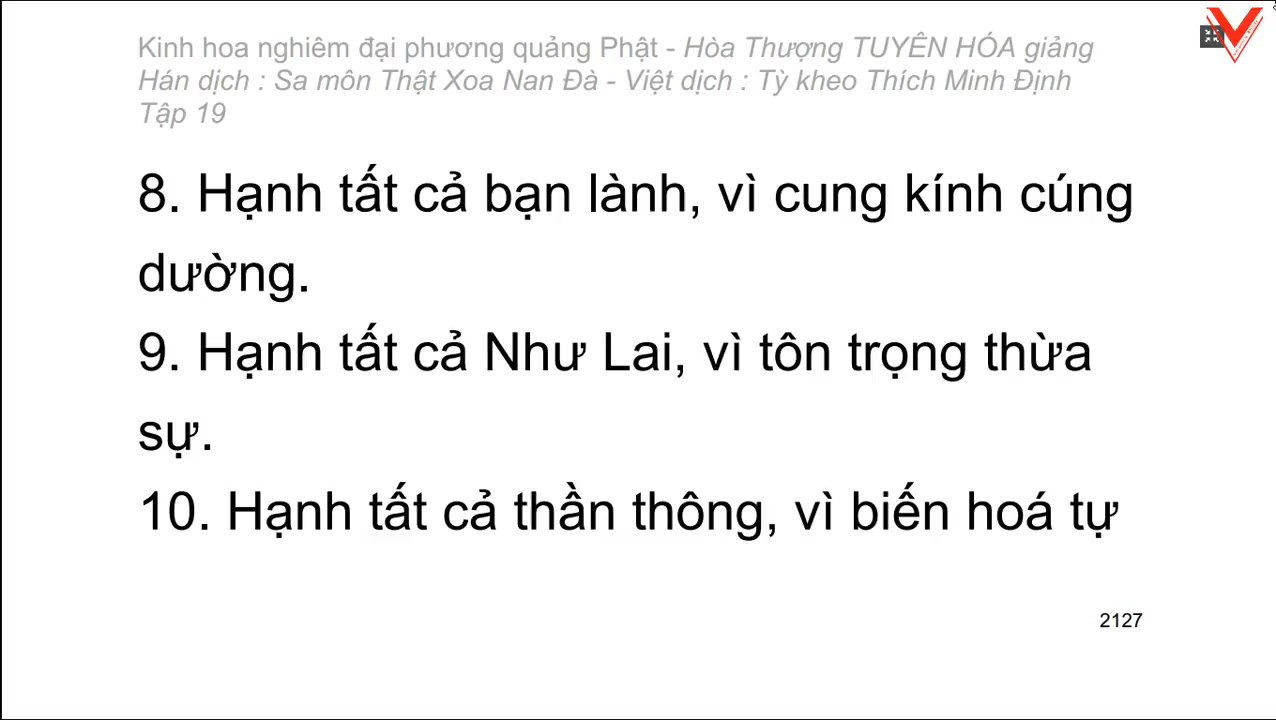 Kinh hoa nghiêm đại phương quảng Phật - Hòa Thượng TUYÊN HÓA giảng
Hán dịch : Sa môn Thật Xoa Nan Đà - Việt dịch : Tỳ kheo Thích Minh Định
Tập 19
8. Hạnh tất cả bạn lành, vì cung kính cúng
dường.
9. Hạnh tất cả Như Lai, vì tôn trọng thừa
sự.
10. Hạnh tất cả thần thông, vì biến hoá tự
2127